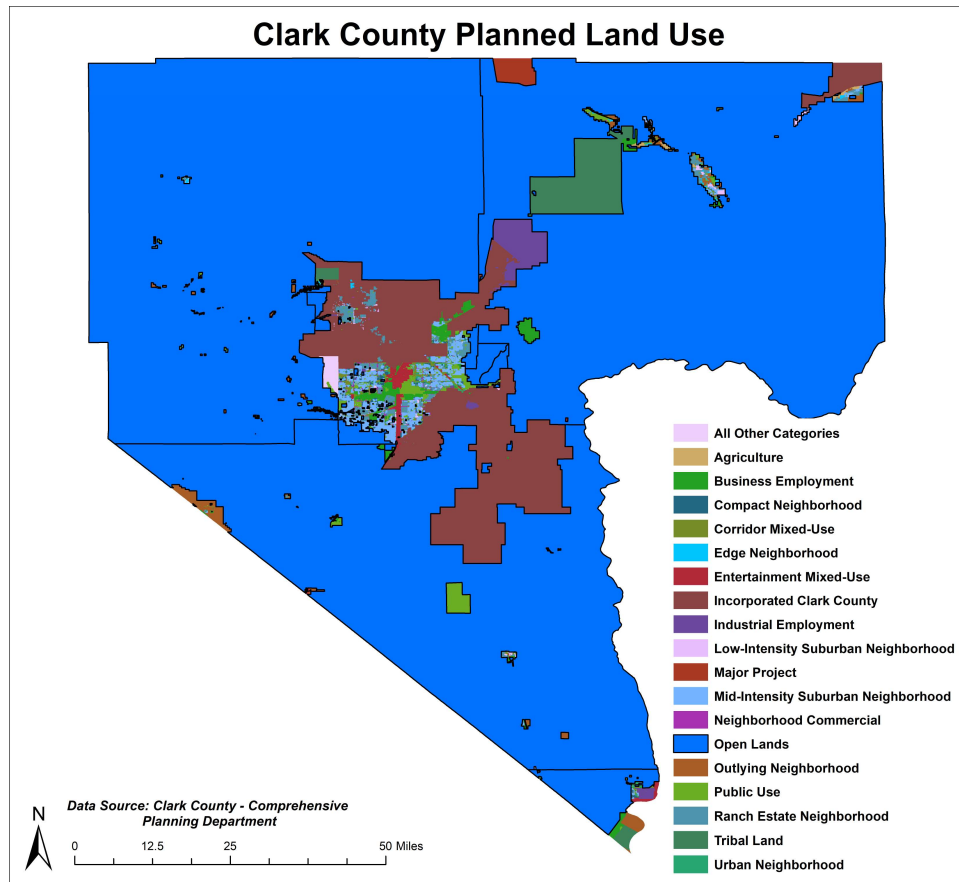 Clark County Planned Land Use
All Other Categories
Agriculture
Business Employment
Compact Neighborhood
Corridor Mixed-Use
Edge Neighborhood
Entertainment Mixed-Use
Incorporated Clark County
Industrial Employment
Low-Intensity Suburban Neighborhood
Major Project
Mid-Intensity Suburban Neighborhood
Neighborhood Commercial
Open Lands
Outlying Neighborhood
Public Use
Ranch Estate Neighborhood
Tribal Land
Urban Neighborhood
N
Data Source: Clark County - Comprehensive
Planning Department
0 12.5 25 50 Miles